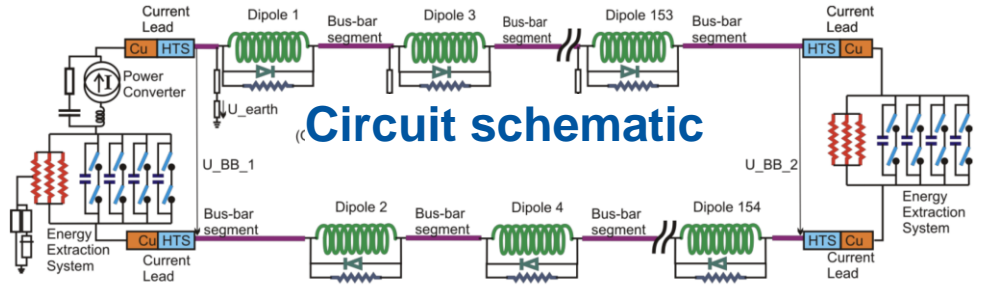 Current
Lead
Cu HTS
Dipole 1
Bus-bar
segment
Dipole 3
Bus-bar
segment
Dipole 153
Bus-bar
segment
Current
Lead
HTS Cu
I
Power
Converter
U_earth
(
Circuit schematic
U_BB_1
U_BB_2
Energy
Extraction
System
Energy
Extraction
System
Bus-bar
segment
Dipole 2
Bus-bar
segment
Dipole 4
Bus-bar
segment
Dipole 154
Cu HTS
Current
Lead
HTS Cu
Current
Lead